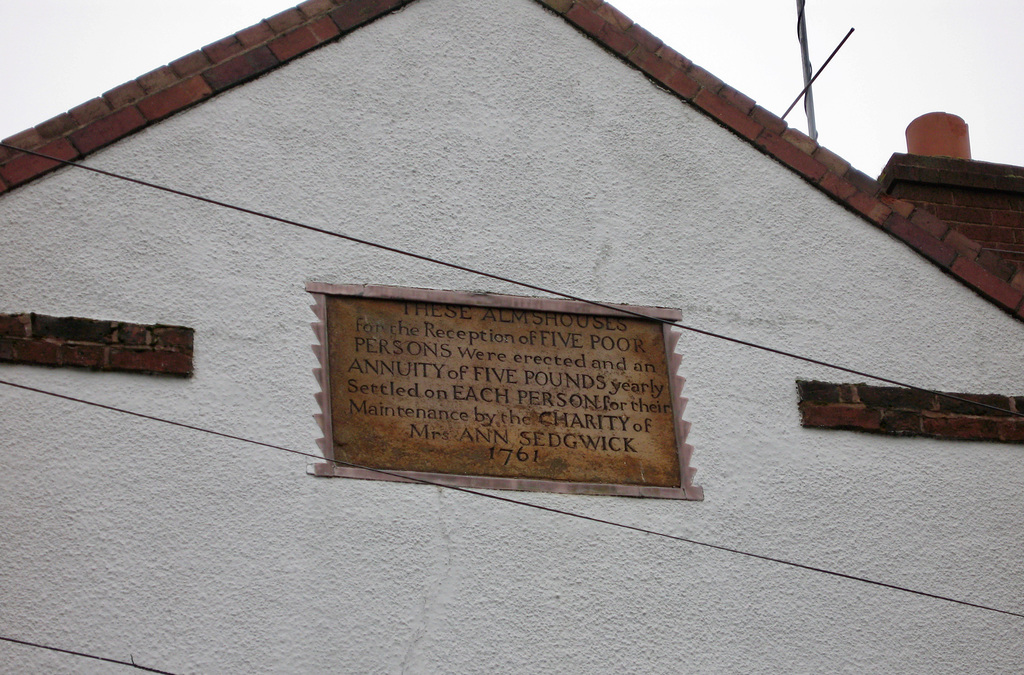 THESE ALMSHOUSES
for the Reception of FIVE POOR
PERSONS Were erected and an
ANNUITY of FIVE POUNDS yearly
Settled on EACH PERSON for their
Maintenance by the CHARITY of
Mrs ANN SEDGWICK
1761